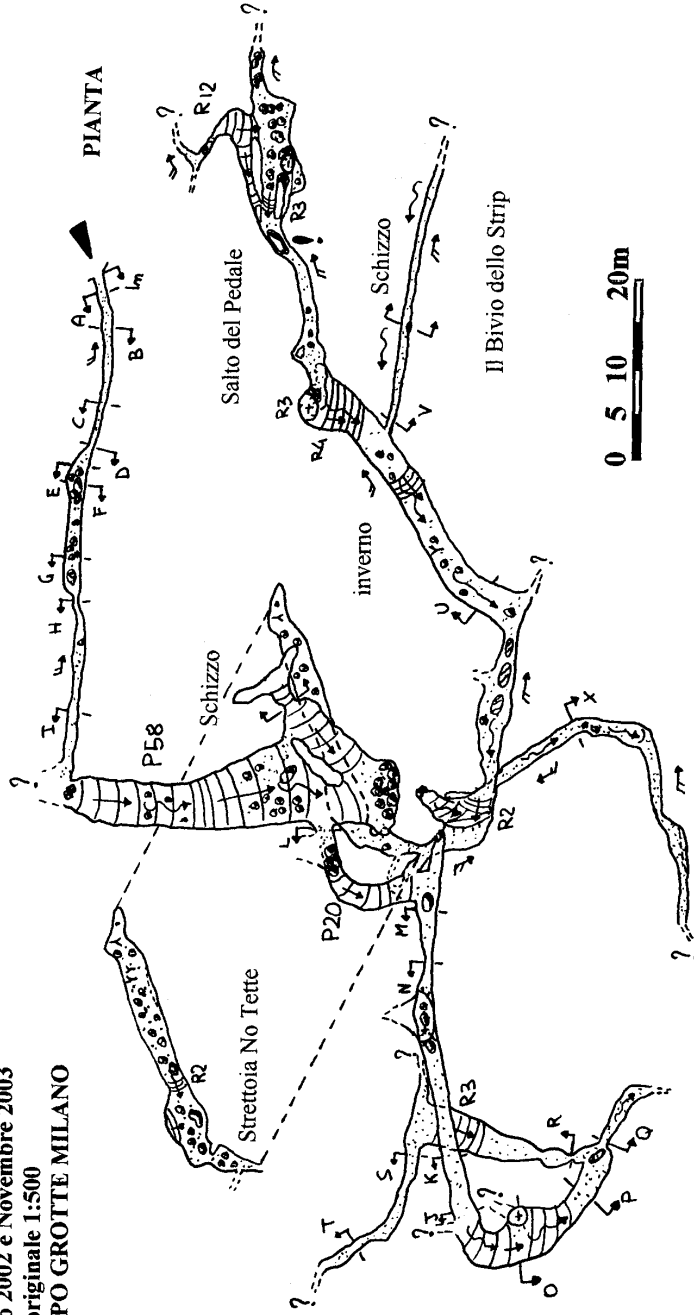 o 2002 e Novembre 2003
originale 1:500
PO GROTTE MILANO
PIANTA
?
R12
?
A
m
B
C
D
E
F
G
H
I
Salto del Pedale
R3
R3
R4
Schizzo
?
Il Bivio dello Strip
V
inverno
U
?
0 5 10 20m
?
P58
Schizzo
L
P20
M
R2
X
?
R2
Strettoia No Tette
N
?
S
K
R3
T
?
?
J
?
R
Q
P
O
?